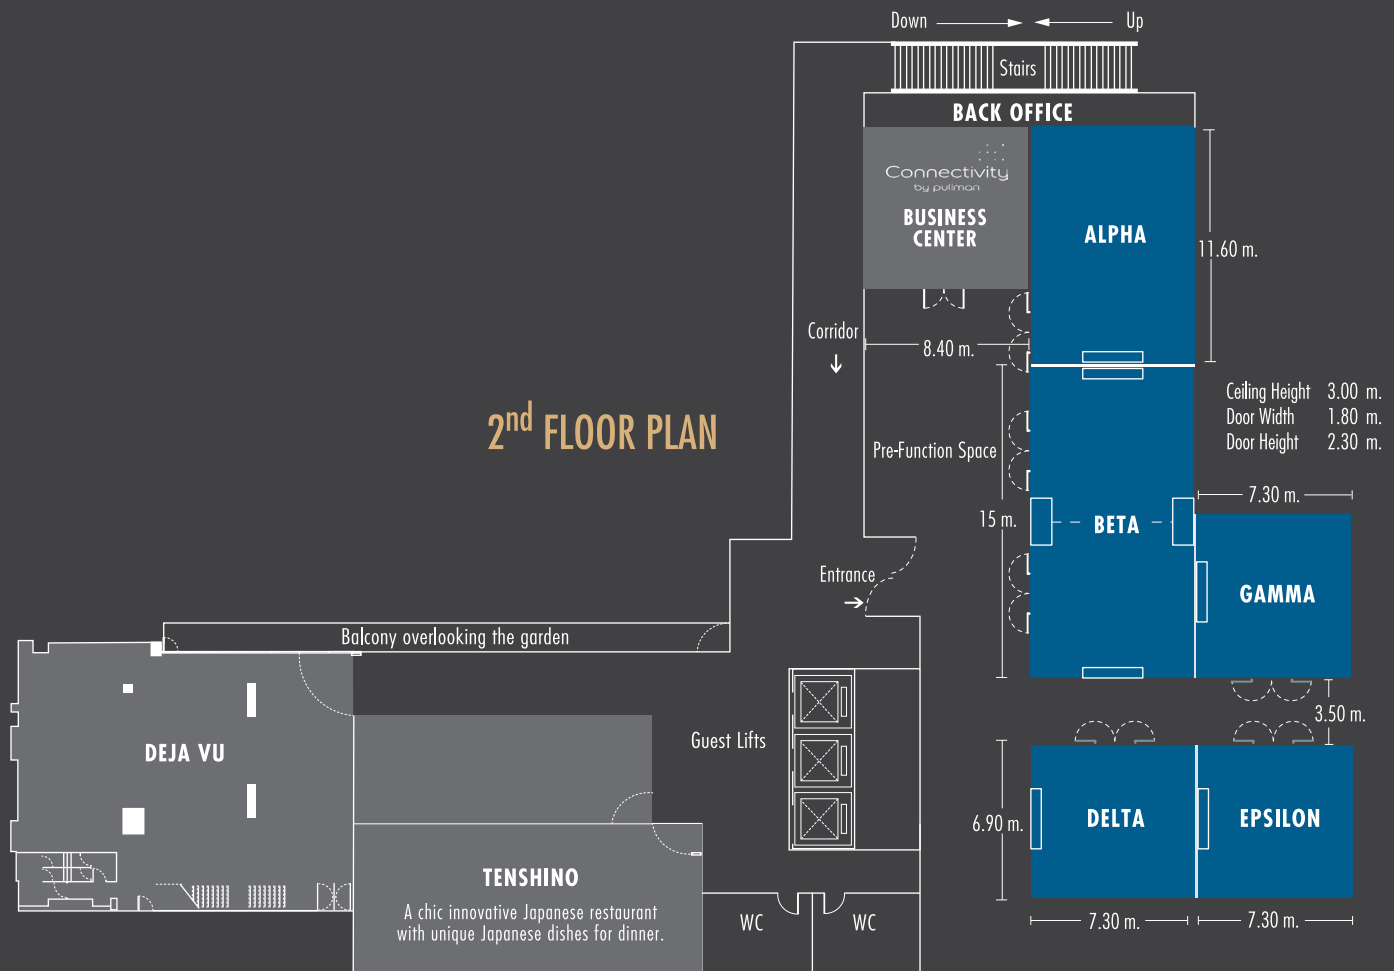 Down
Up
Stairs
BACK OFFICE
Connectivity
by pullman
BUSINESS
CENTER
ALPHA
11.60 m.
Corridor
8.40 m.
Ceiling Height 3.00 m.
Door Width 1.80 m.
Door Height 2.30 m.
2nd FLOOR PLAN
Pre-Function Space
7.30 m.
15 m.
BETA
Entrance
GAMMA
Balcony overlooking the garden
3.50 m.
Guest Lifts
DEJA VU
6.90 m.
DELTA
EPSILON
TENSHINO
A chic innovative Japanese restaurant
with unique Japanese dishes for dinner.
WC
WC
7.30 m.
7.30 m.